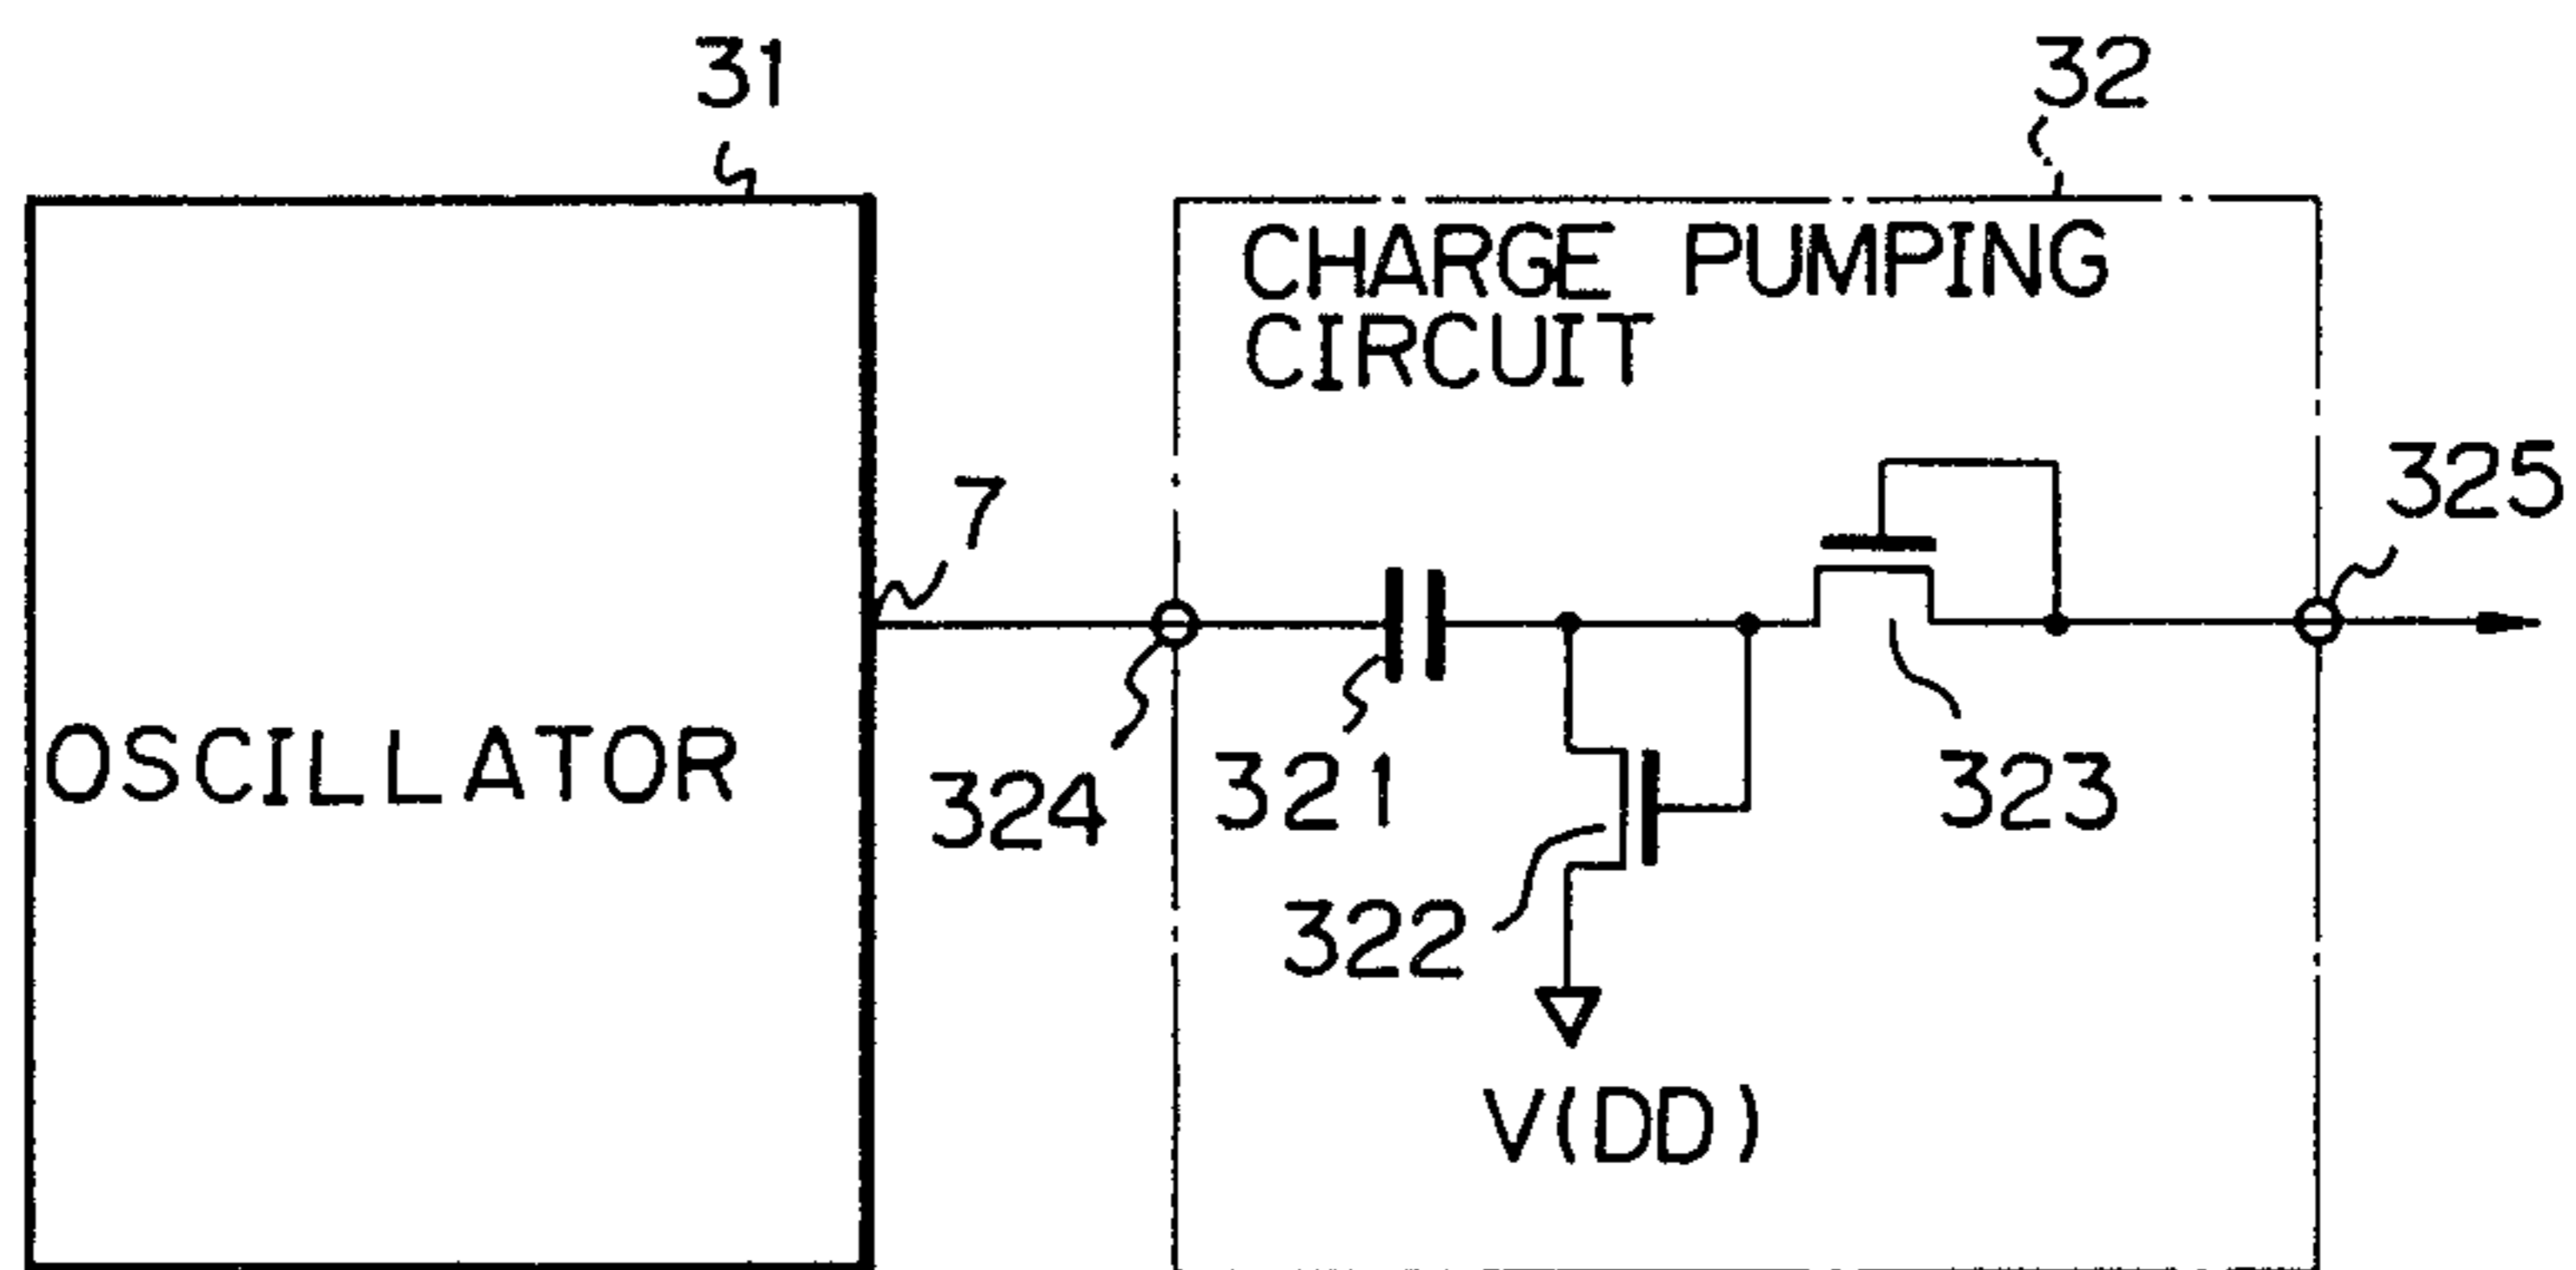 31
32
CHARGE PUMPING
CIRCUIT
325
7
OSCILLATOR
324
321
323
322
V(DD)